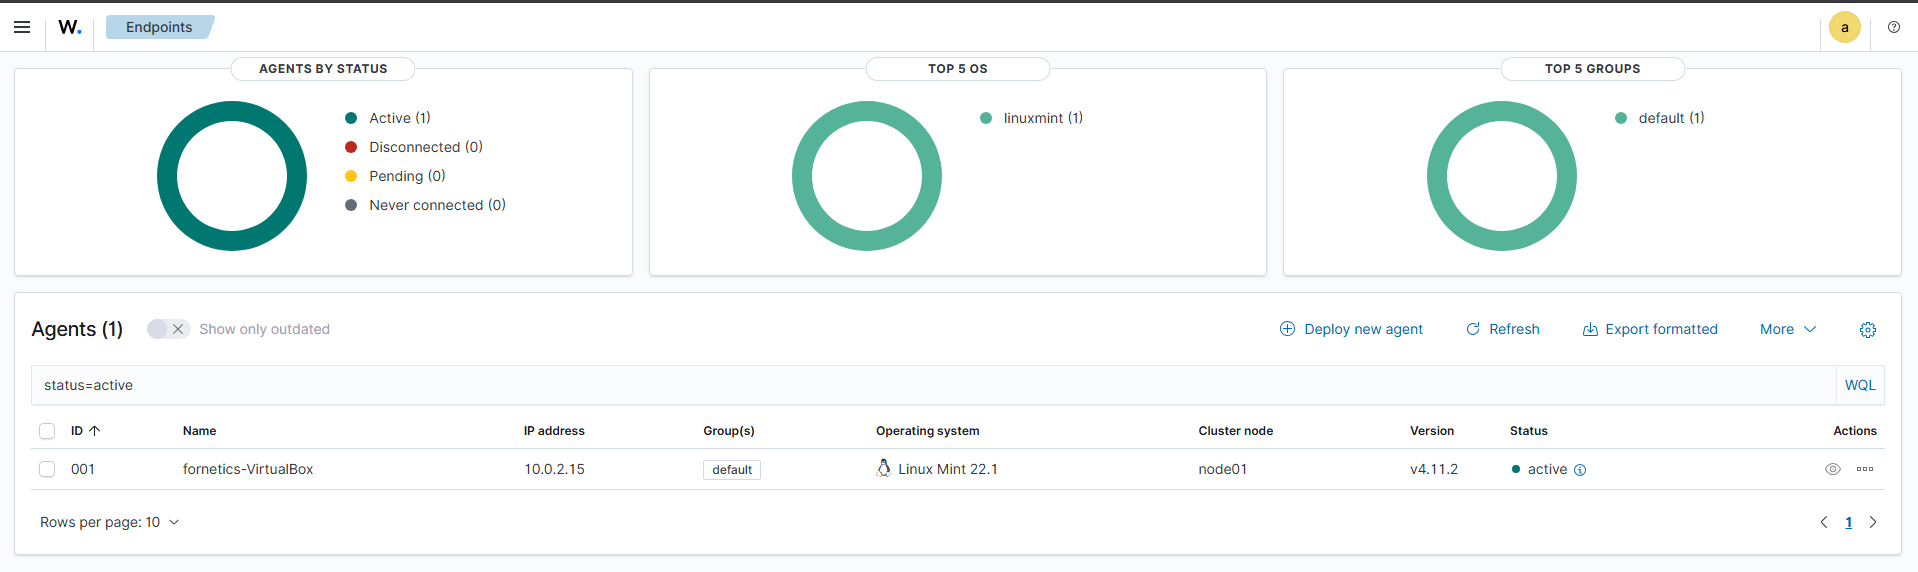 W. Endpoints a
AGENTS BY STATUS
Active (1)
Disconnected (0)
Pending (0)
Never connected (0)
TOP 5 OS
linuxmint (1)
TOP 5 GROUPS
default (1)
Agents (1) Show only outdated Deploy new agent Refresh Export formatted More
status=active WQL
ID Name IP address Group(s) Operating system Cluster node Version Status Actions
001 fornetics-VirtualBox 10.0.2.15 default Linux Mint 22.1 node01 v4.11.2 active
Rows per page: 10 1